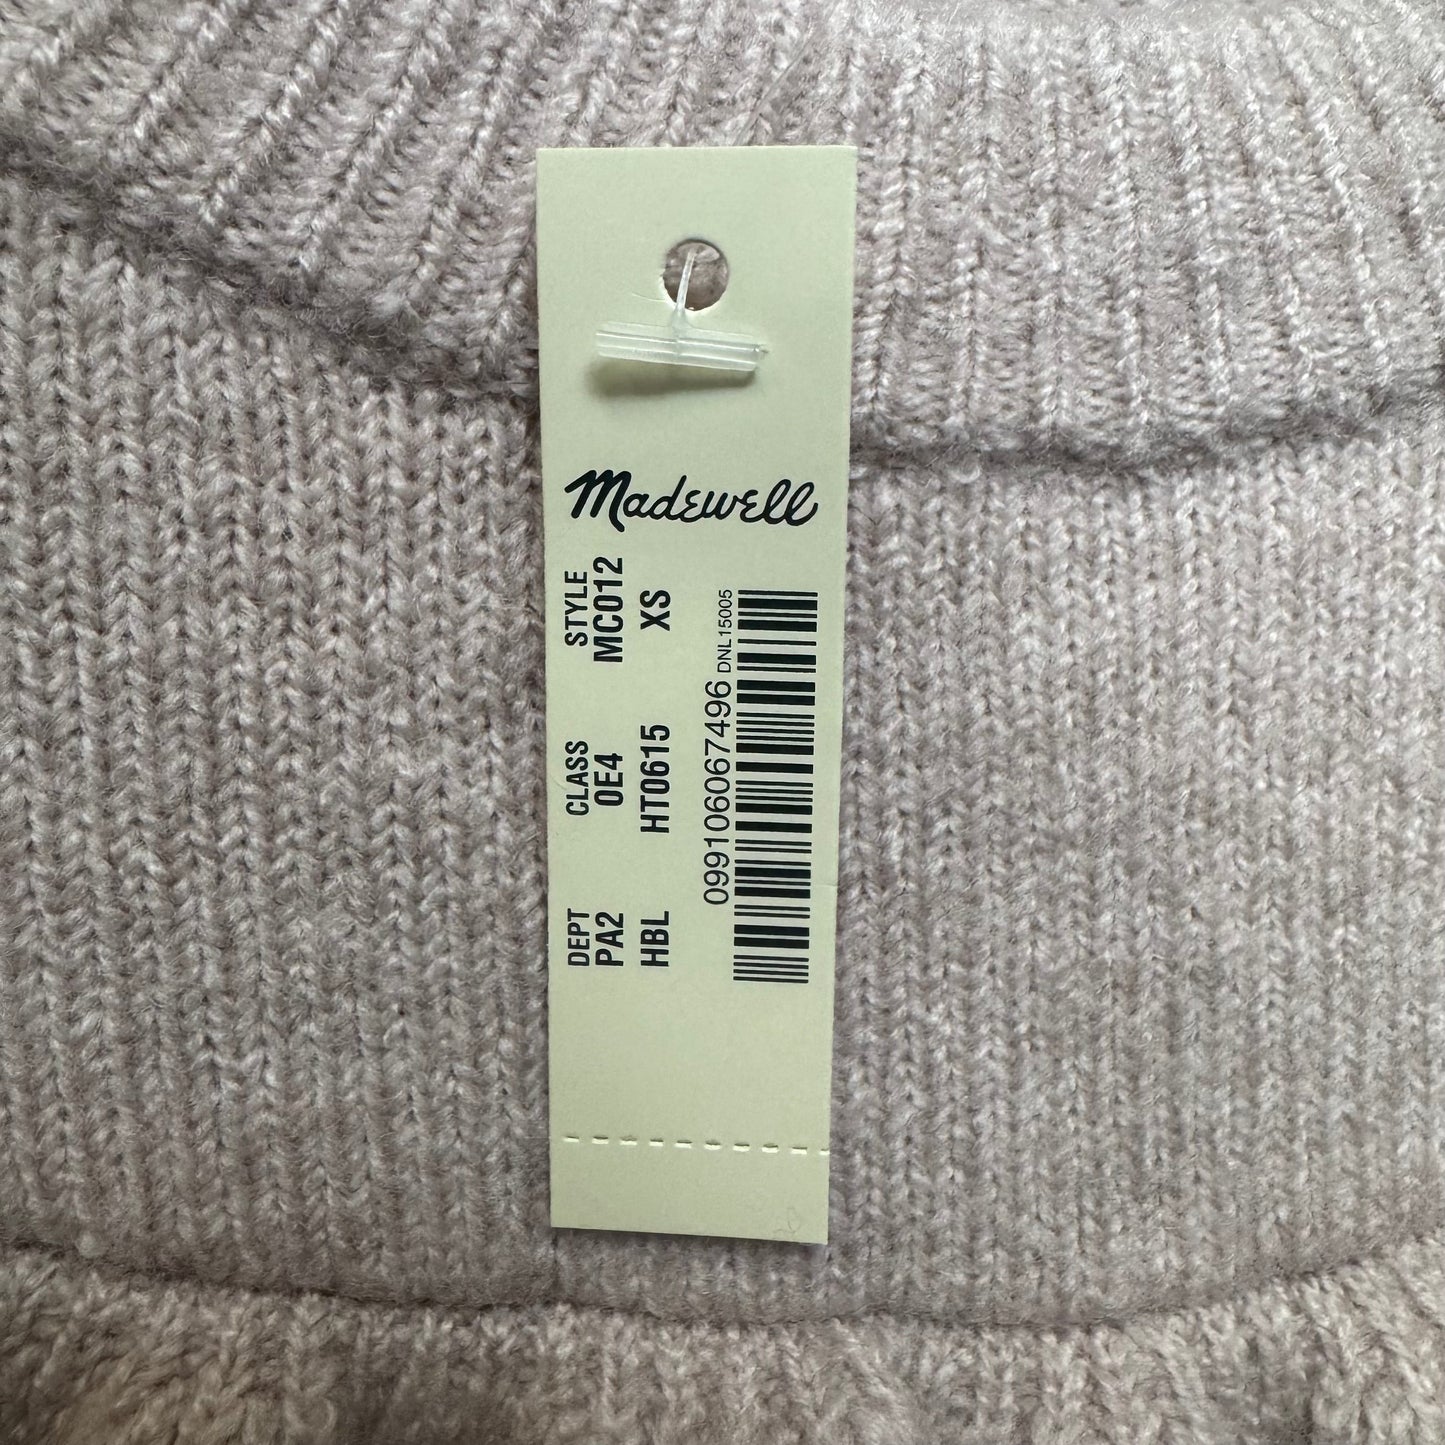 Madewell
DEPT CLASS STYLE
PA2 0E4 MC012
HBL HT0615 XS
099106067496 DNL15005